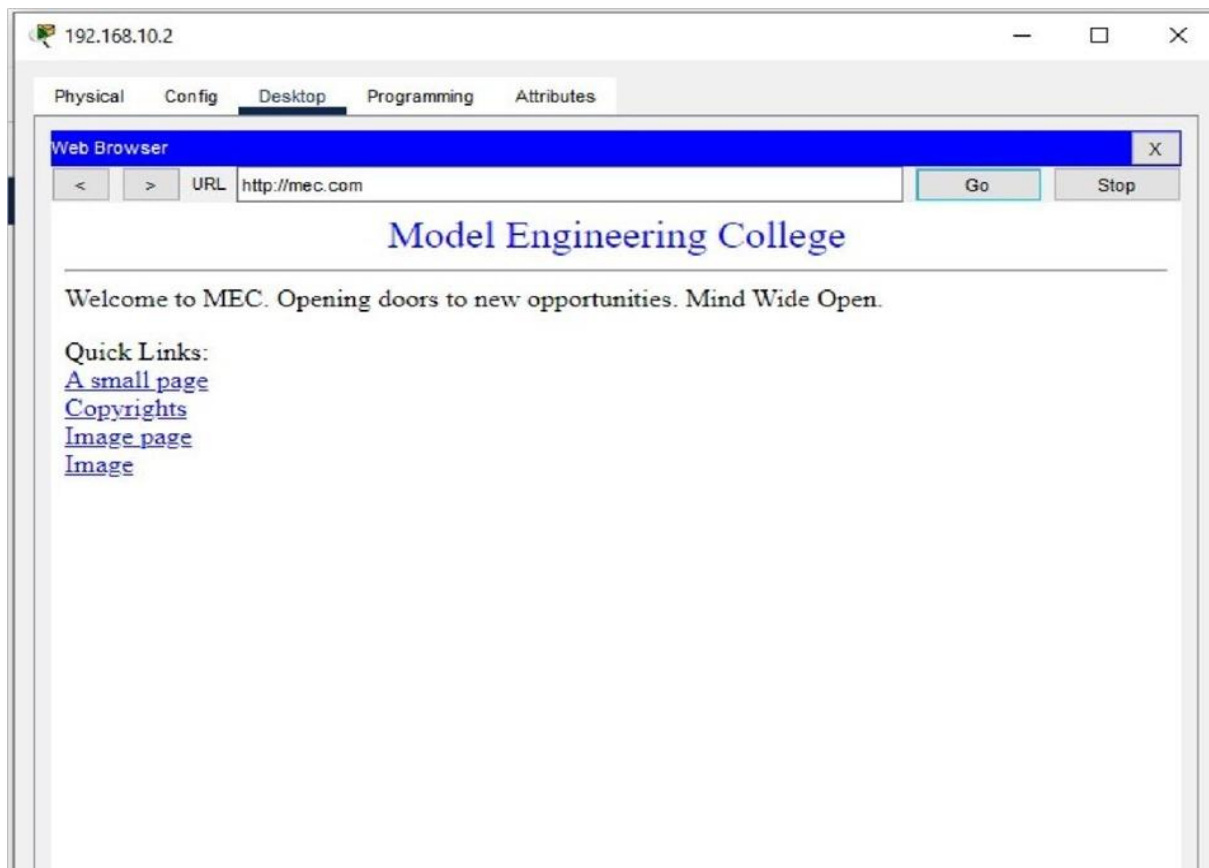 192.168.10.2
Physical Config Desktop Programming Attributes
Web Browser X
< > URL http://mec.com Go Stop
Model Engineering College
Welcome to MEC. Opening doors to new opportunities. Mind Wide Open.
Quick Links:
A small page
Copyrights
Image page
Image